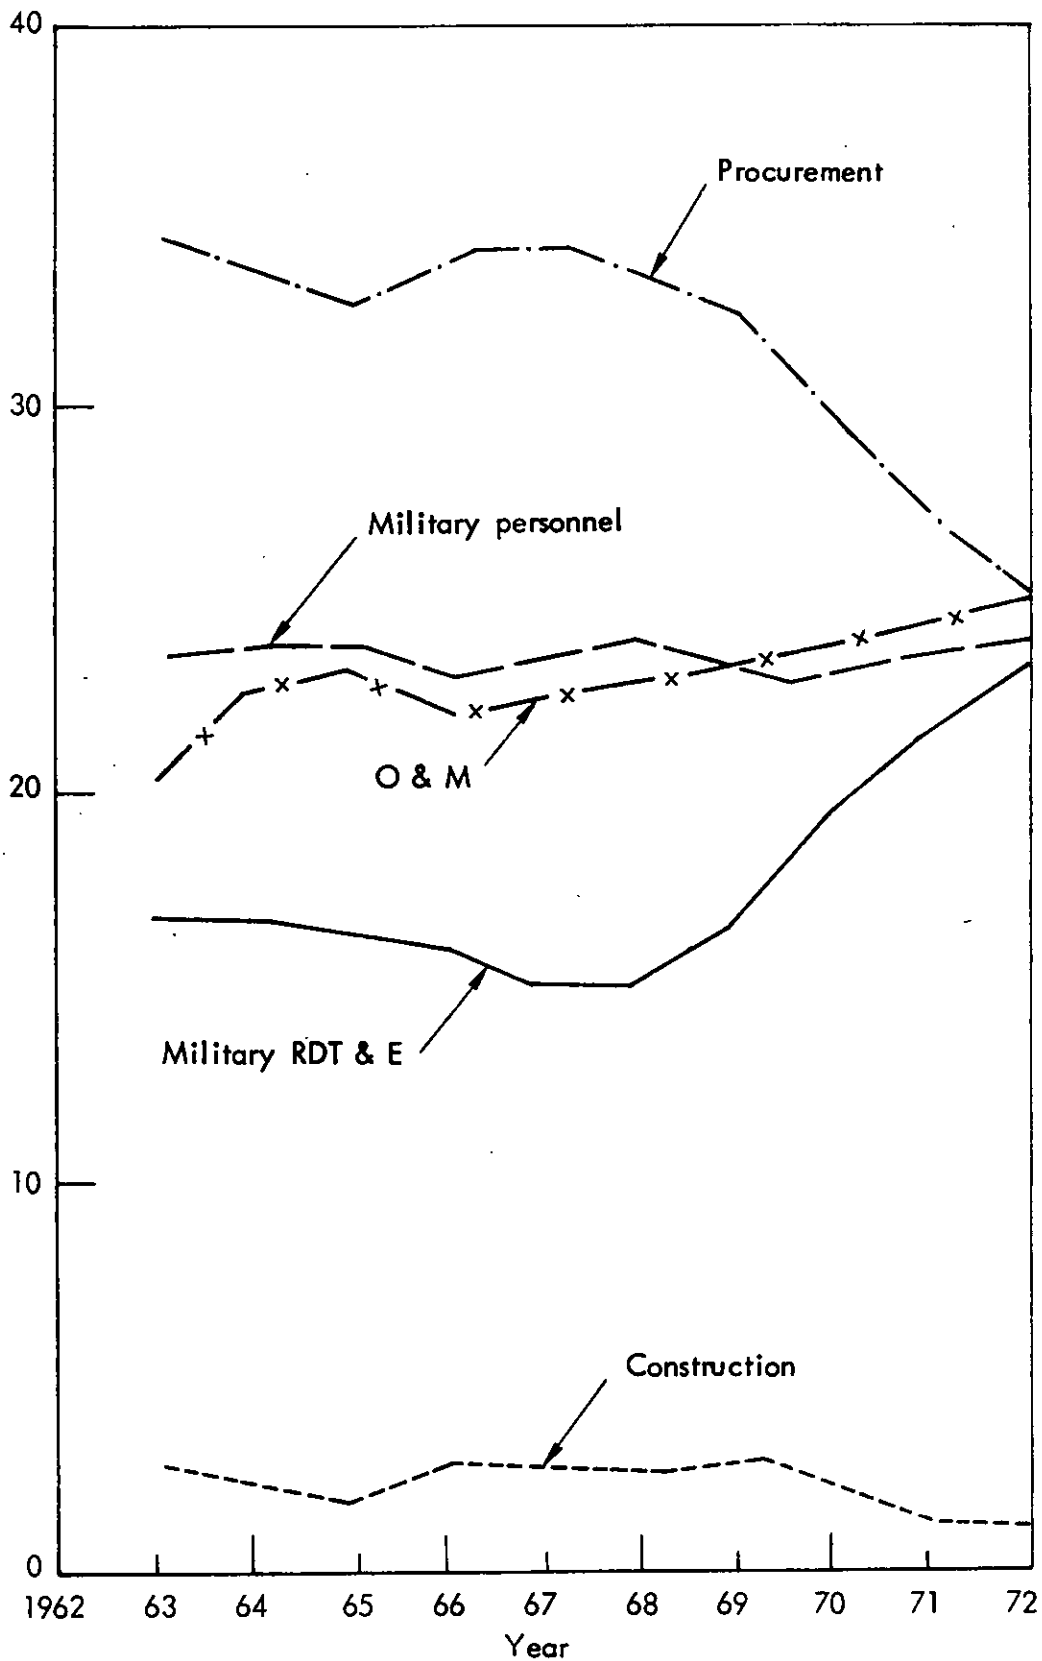 40
Procurement
30
Military personnel
O & M
20
Military RDT & E
10
Construction
0
1962 63 64 65 66 67 68 69 70 71 72
Year